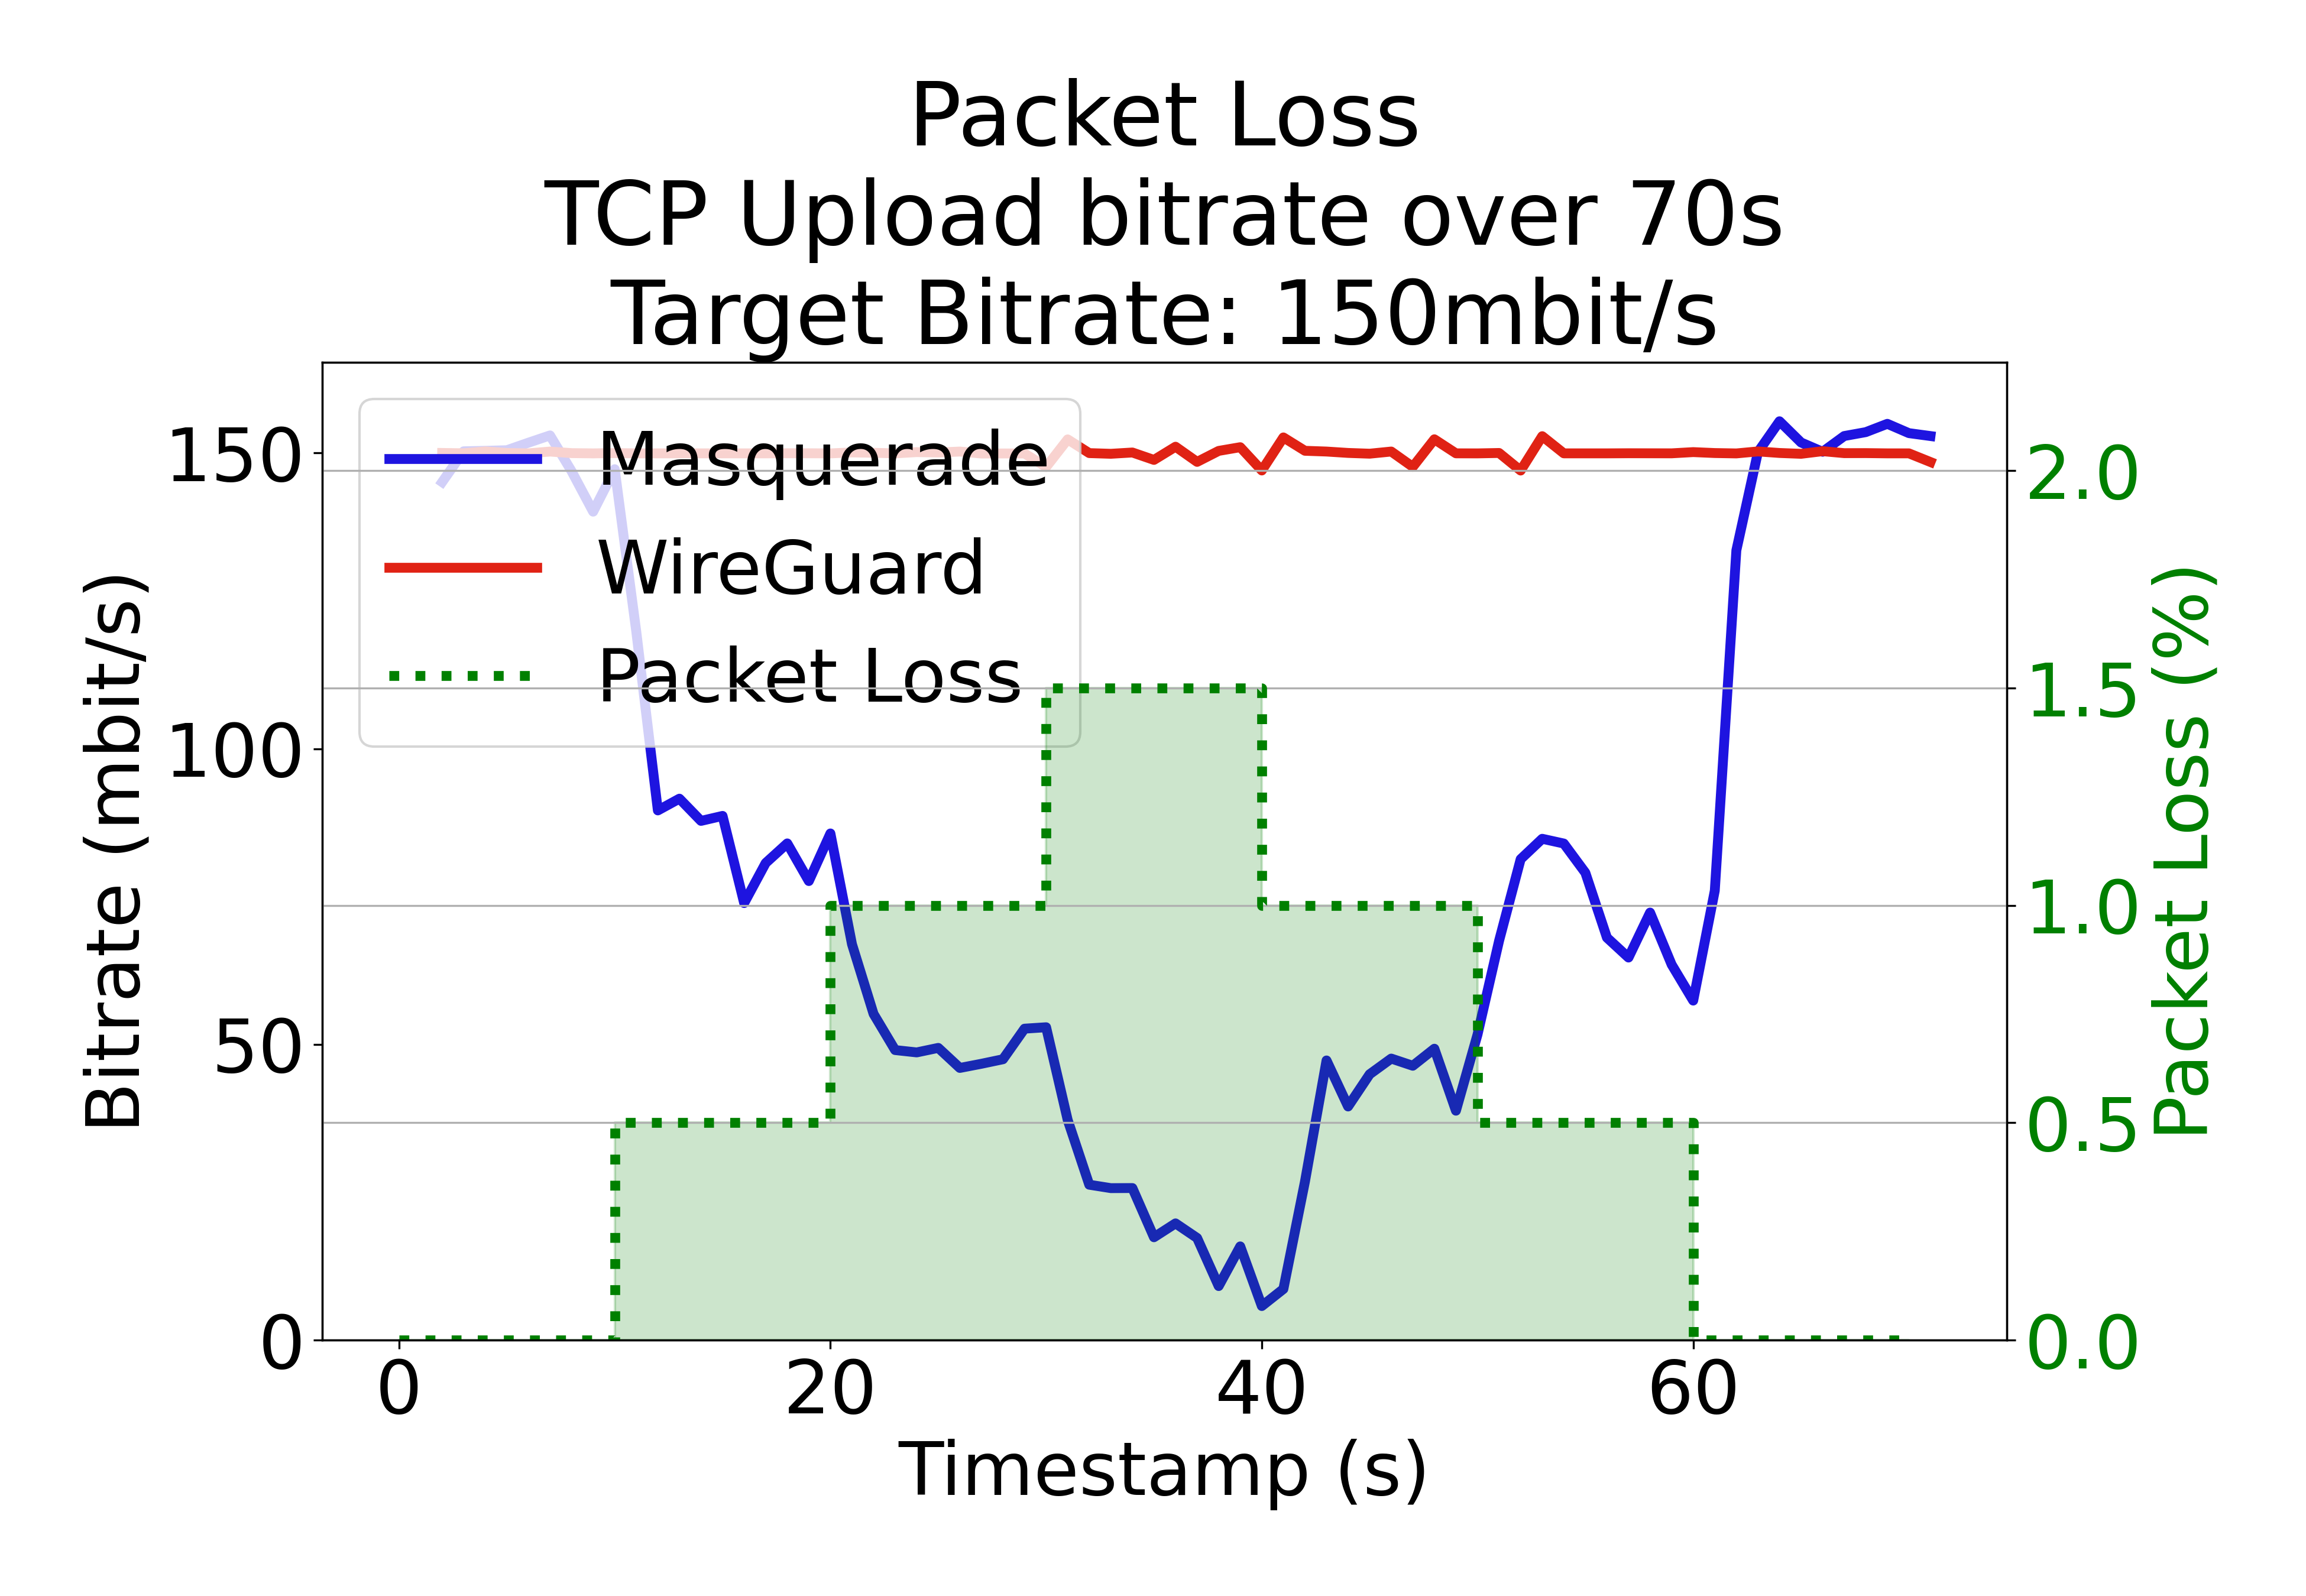 Packet Loss
TCP Upload bitrate over 70s
Target Bitrate: 150mbit/s
Masquerade
WireGuard
Packet Loss
Bitrate (mbit/s)
150
100
50
0
2.0
1.5
1.0
0.5
0.0
Packet Loss (%)
0 20 40 60
Timestamp (s)